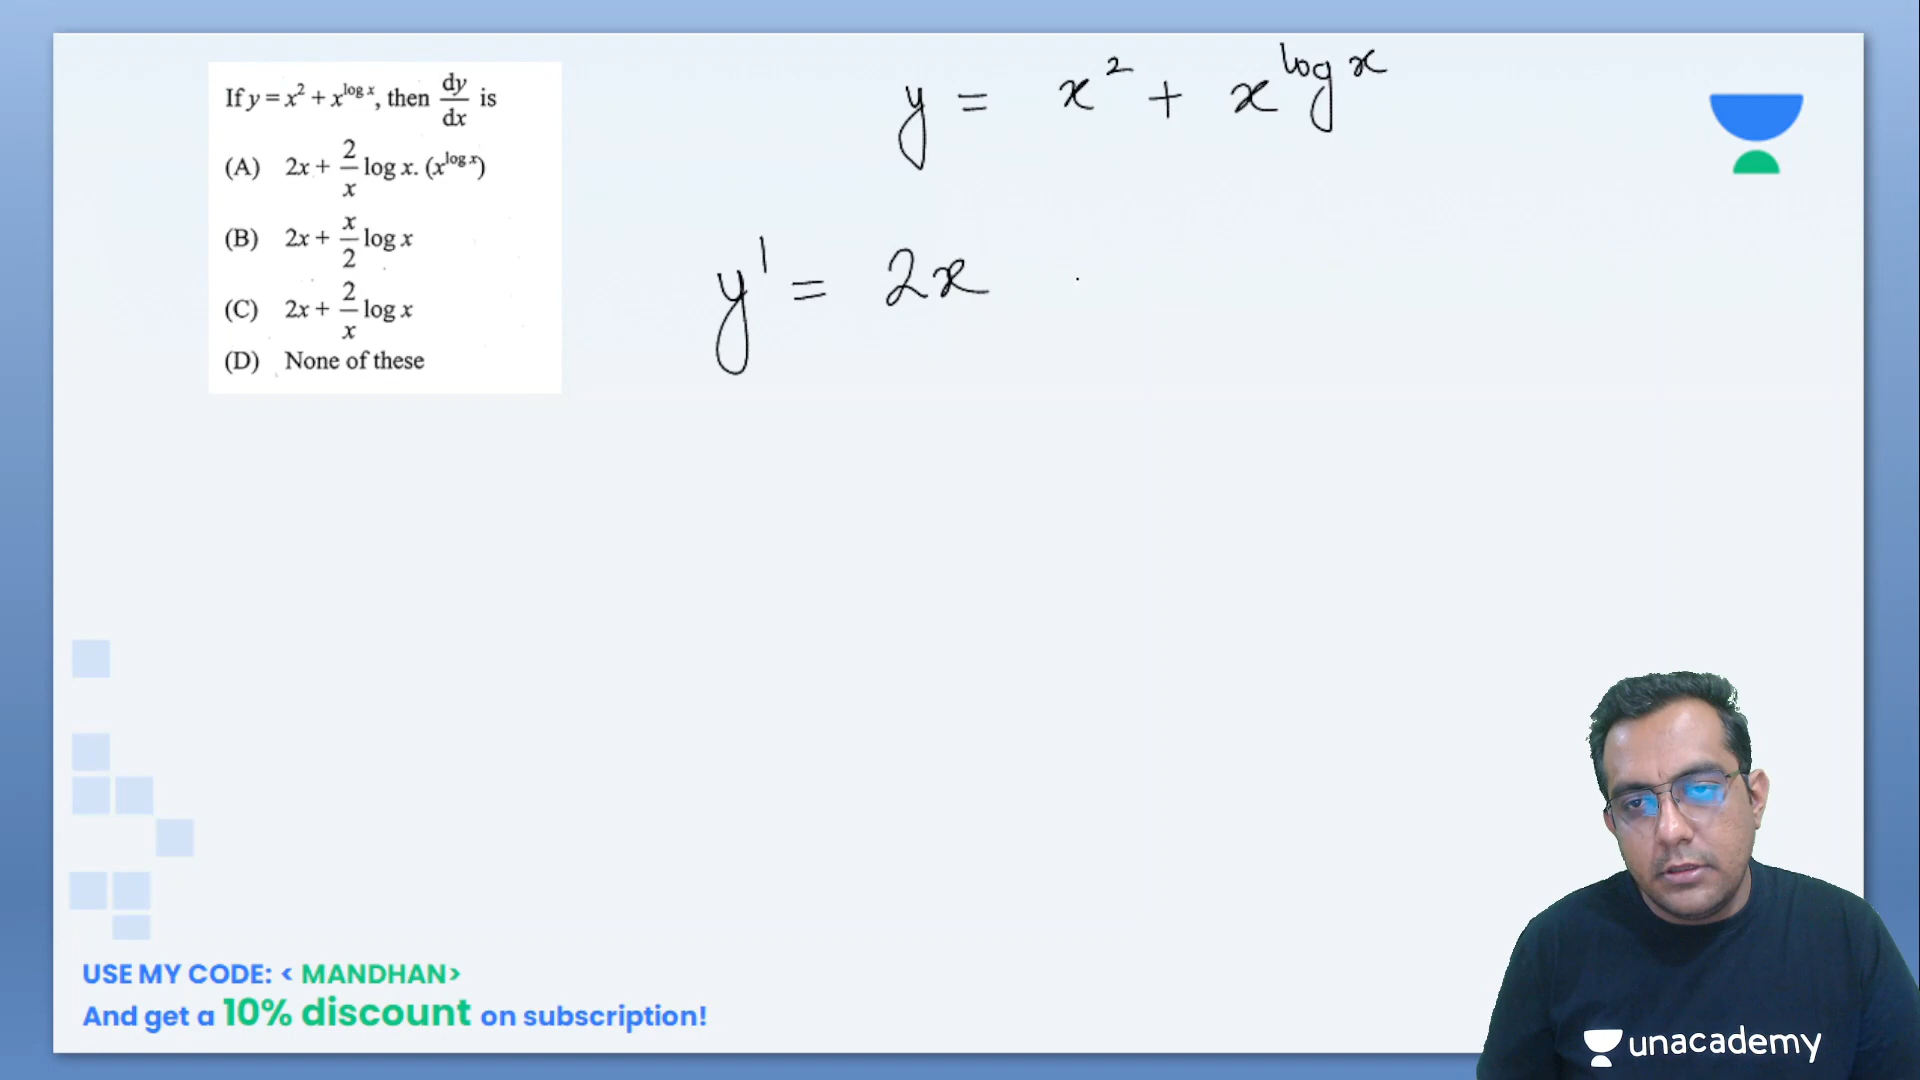 If y = x² + x^(log x), then dy/dx is
(A) 2x + 2/x log x. (x^(log x))
(B) 2x + x/2 log x
(C) 2x + 2/x log x
(D) None of these
y = x² + x^(log x)
y' = 2x
USE MY CODE: < MANDHAN>
And get a 10% discount on subscription!
unacademy